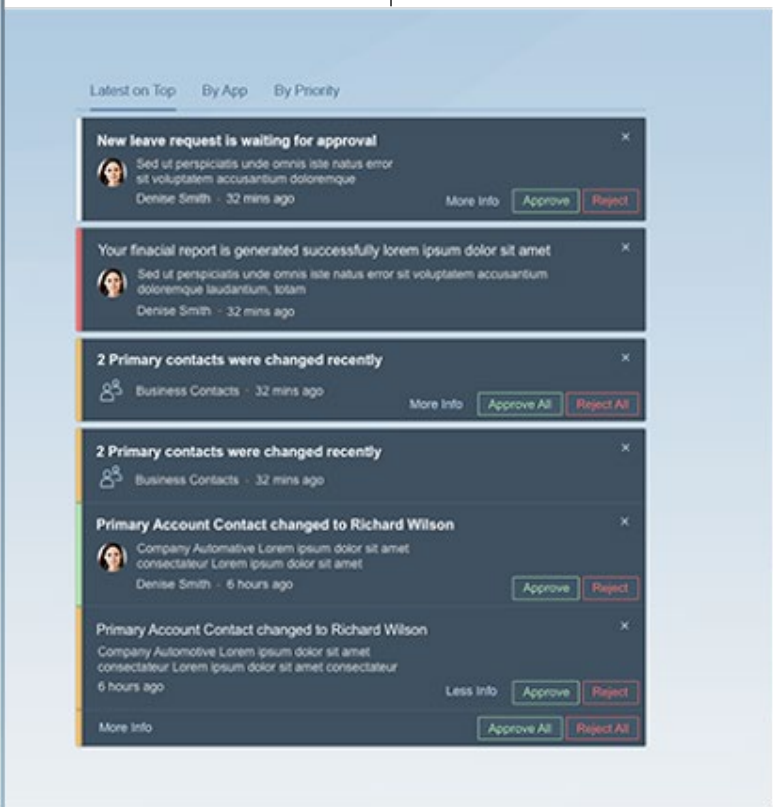 Latest on Top By App By Priority
New leave request is waiting for approval ×
Sed ut perspiciatis unde omnis iste natus error
sit voluptatem accusantium doloremque
Denise Smith · 32 mins ago
More Info Approve Reject
Your finacial report is generated successfully lorem ipsum dolor sit amet ×
Sed ut perspiciatis unde omnis iste natus error sit voluptatem accusantium
doloremque laudantium, totam
Denise Smith · 32 mins ago
2 Primary contacts were changed recently ×
Business Contacts · 32 mins ago
More Info Approve All Reject All
2 Primary contacts were changed recently ×
Business Contacts · 32 mins ago
Primary Account Contact changed to Richard Wilson ×
Company Automative Lorem ipsum dolor sit amet
consectateur Lorem ipsum dolor sit amet
Denise Smith · 6 hours ago
Approve Reject
Primary Account Contact changed to Richard Wilson ×
Company Automotive Lorem ipsum dolor sit amet
consectateur Lorem ipsum dolor sit amet consectateur
6 hours ago
Less Info Approve Reject
More Info Approve All Reject All